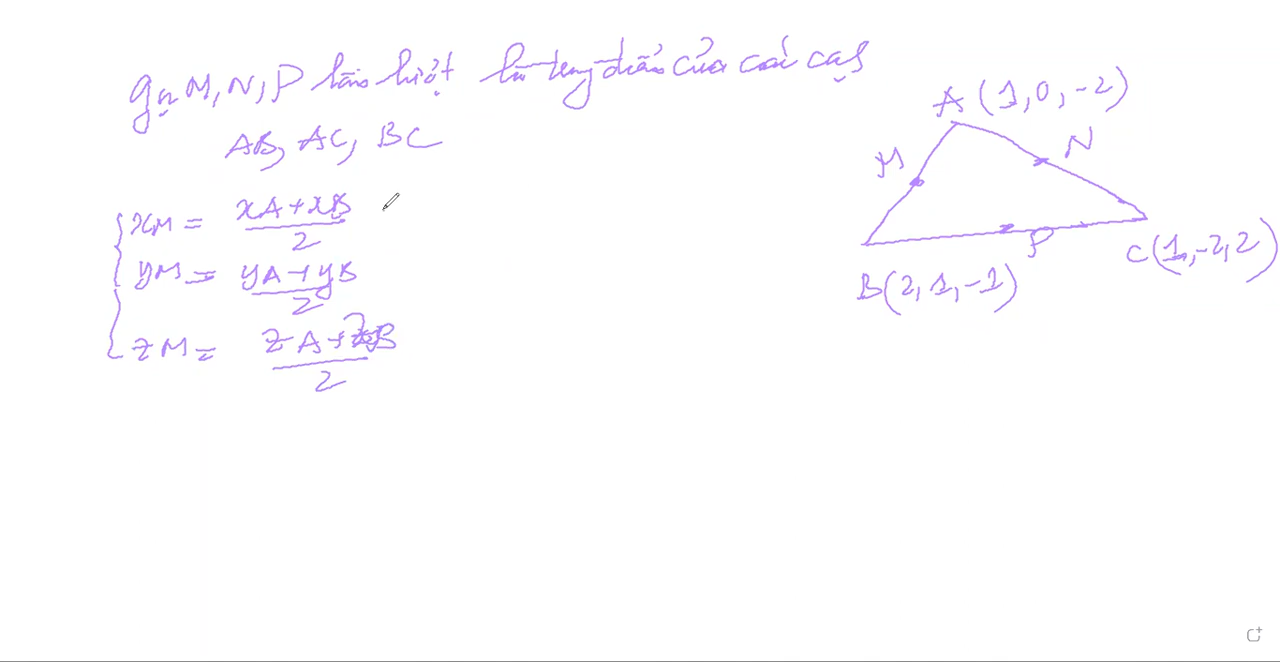 gọi M, N, P lần lượt là trung điểm của các cạnh
AB, AC, BC
xM = xA + xB / 2
yM = yA + yB / 2
zM = zA + zB / 2
A (1, 0, -2)
M
N
P
B(2, 1, -1)
C(1, -2, 2)